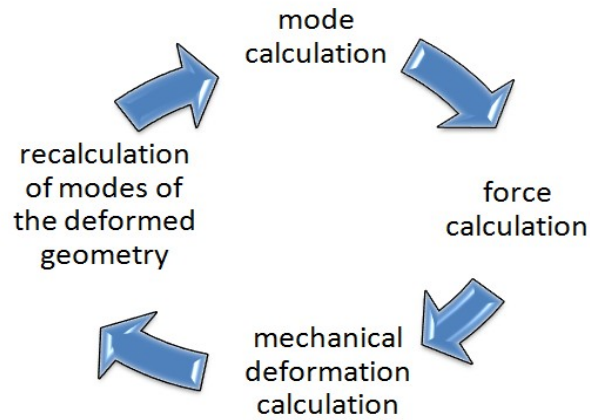 mode
calculation
force
calculation
mechanical
deformation
calculation
recalculation
of modes of
the deformed
geometry